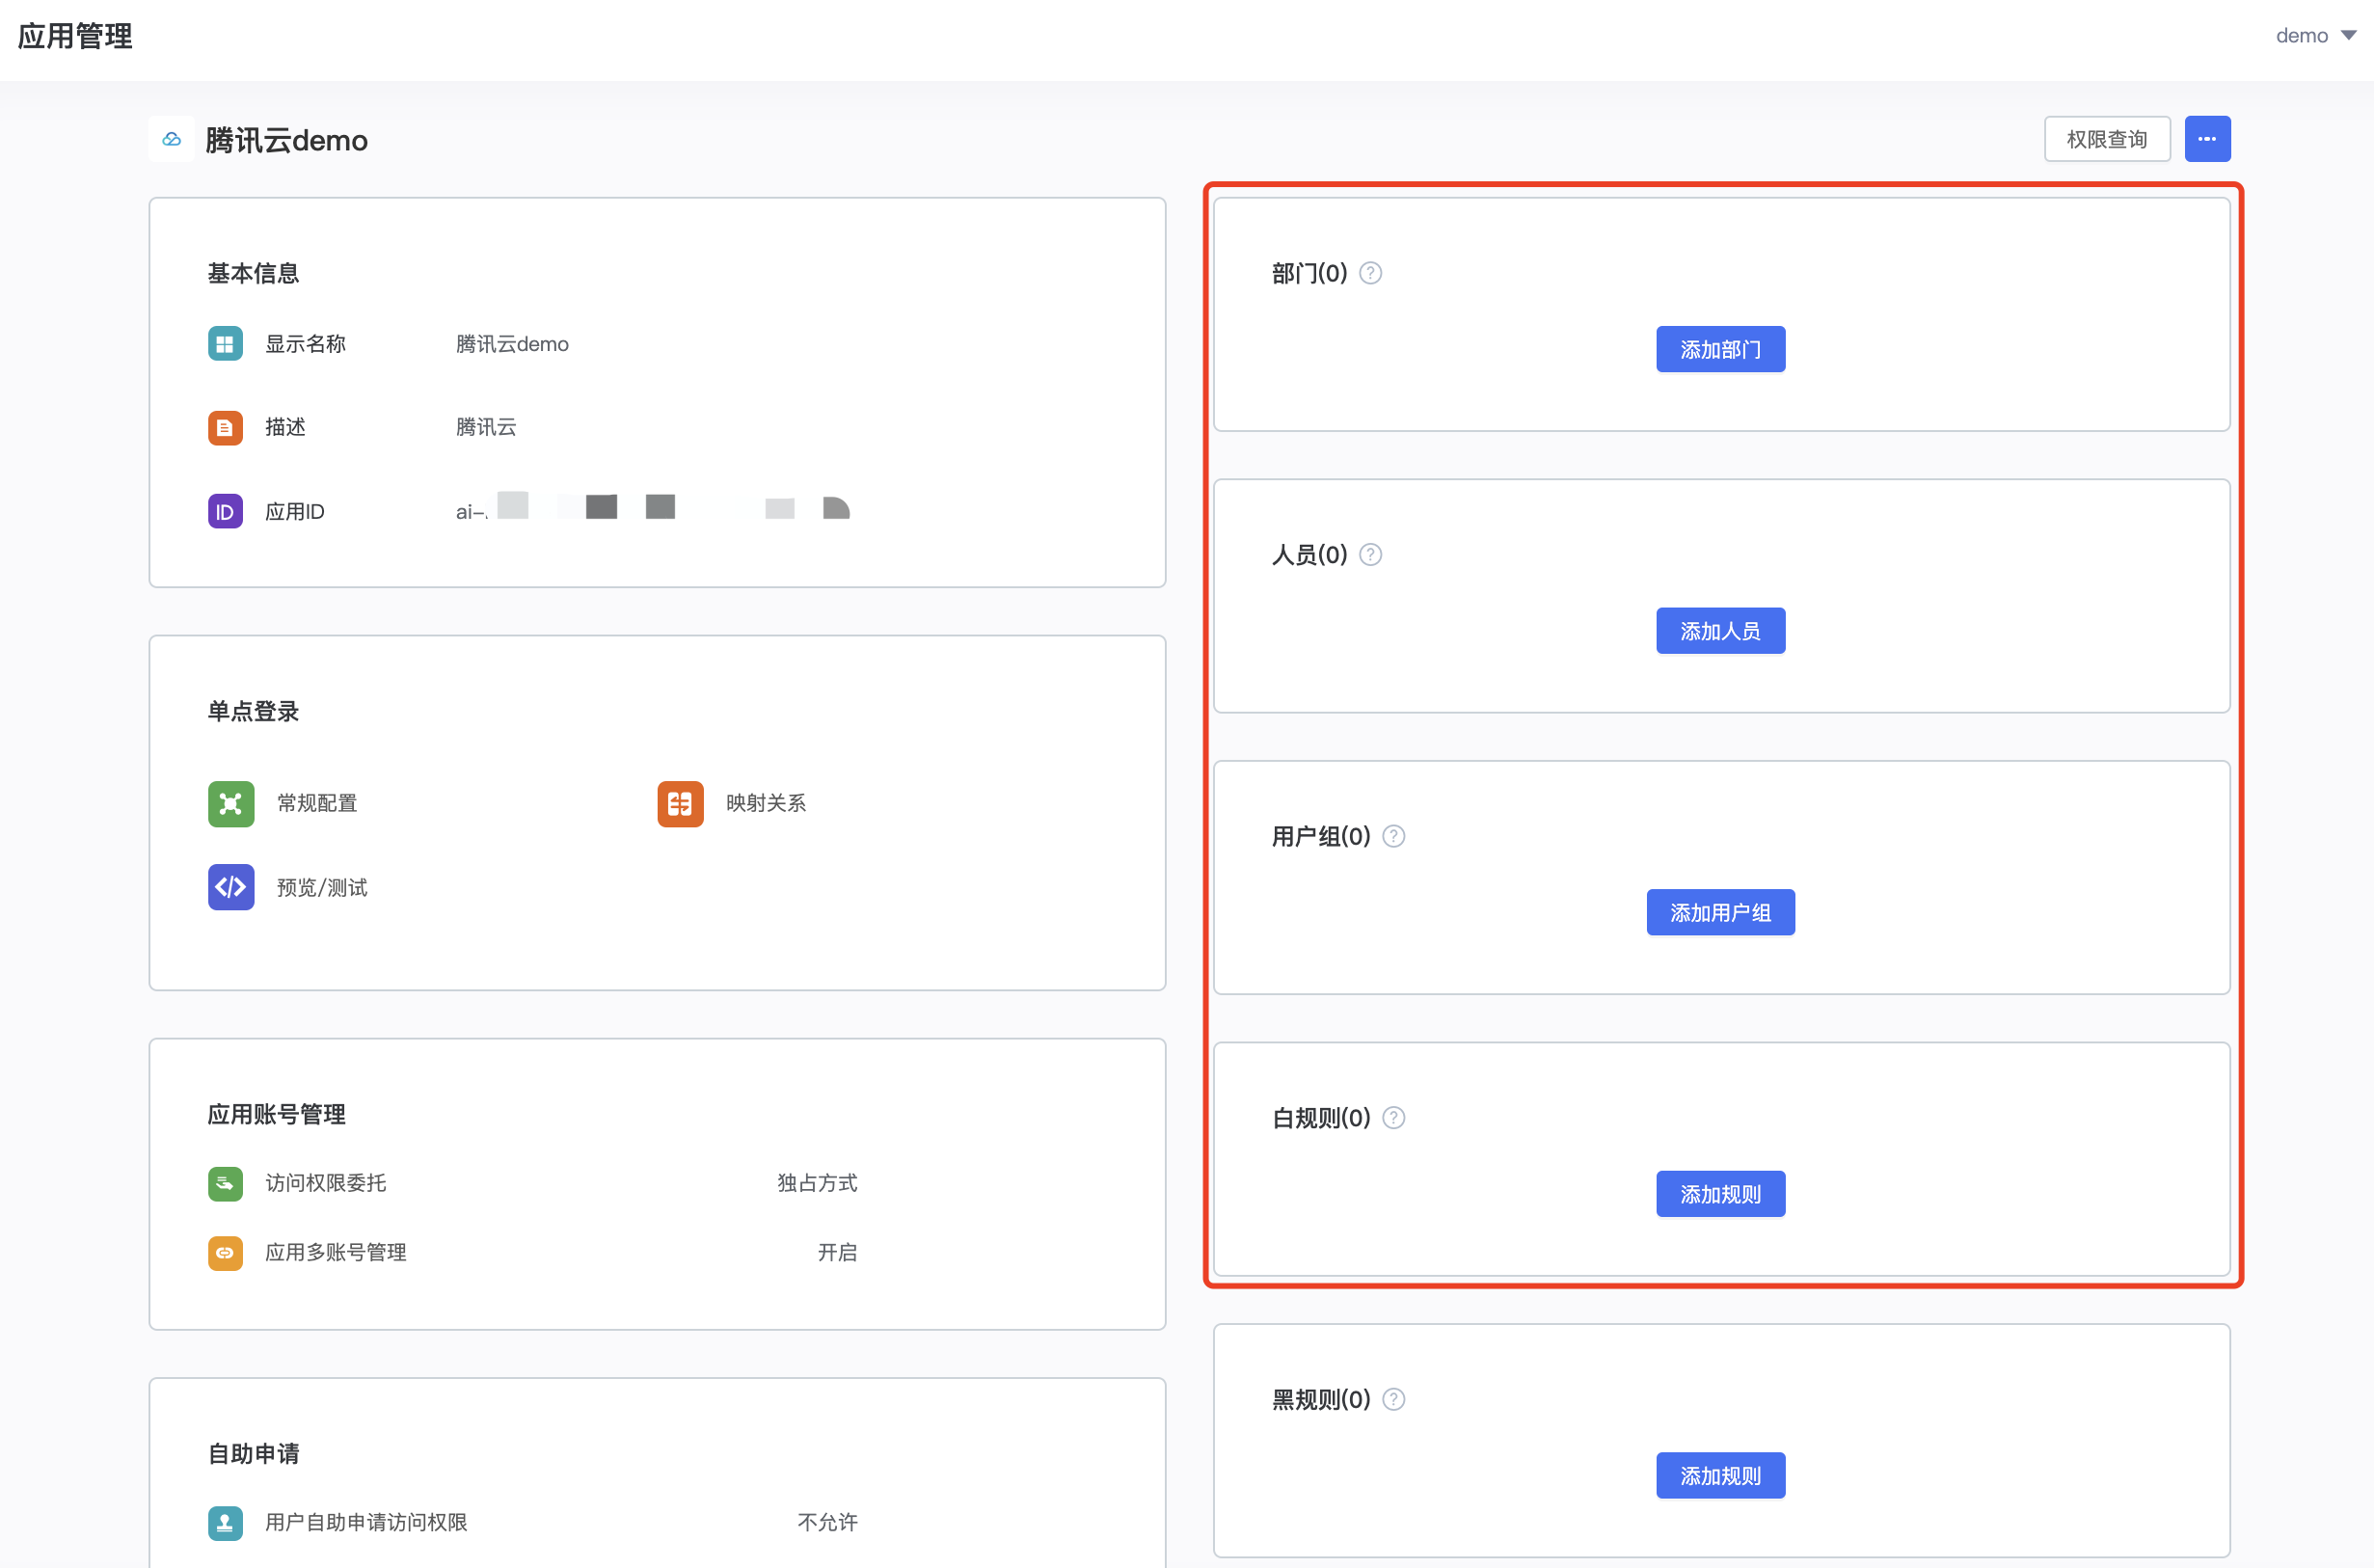 应用管理
demo
腾讯云demo
权限查询
基本信息
显示名称 腾讯云demo
描述 腾讯云
ID 应用ID ai-
单点登录
常规配置 映射关系
预览/测试
应用账号管理
访问权限委托 独占方式
应用多账号管理 开启
自助申请
用户自助申请访问权限 不允许
部门(0) ?
添加部门
人员(0) ?
添加人员
用户组(0) ?
添加用户组
白规则(0) ?
添加规则
黑规则(0) ?
添加规则